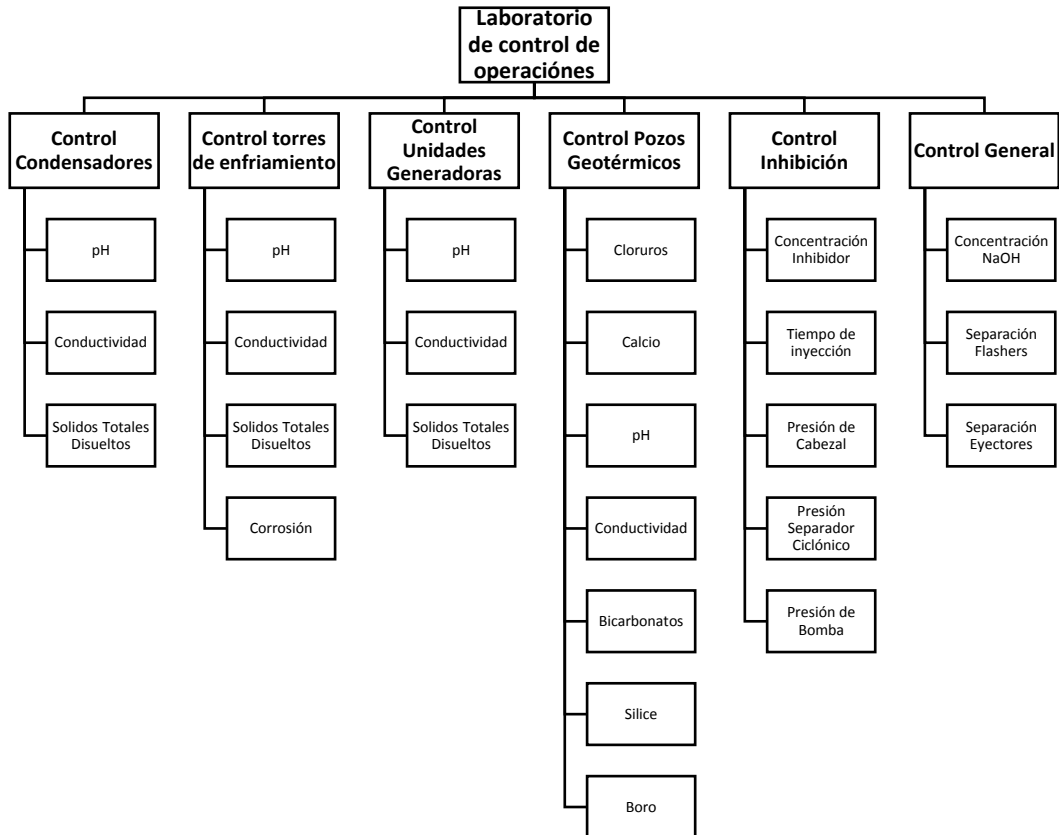 Laboratorio
de control de
operaciónes
Control
Condensadores
pH
Conductividad
Solidos Totales
Disueltos
Control torres
de enfriamiento
pH
Conductividad
Solidos Totales
Disueltos
Corrosión
Control
Unidades
Generadoras
pH
Conductividad
Solidos Totales
Disueltos
Control Pozos
Geotérmicos
Cloruros
Calcio
pH
Conductividad
Bicarbonatos
Silice
Boro
Control
Inhibición
Concentración
Inhibidor
Tiempo de
inyección
Presión de
Cabezal
Presión
Separador
Ciclónico
Presión de
Bomba
Control General
Concentración
NaOH
Separación
Flashers
Separación
Eyectores